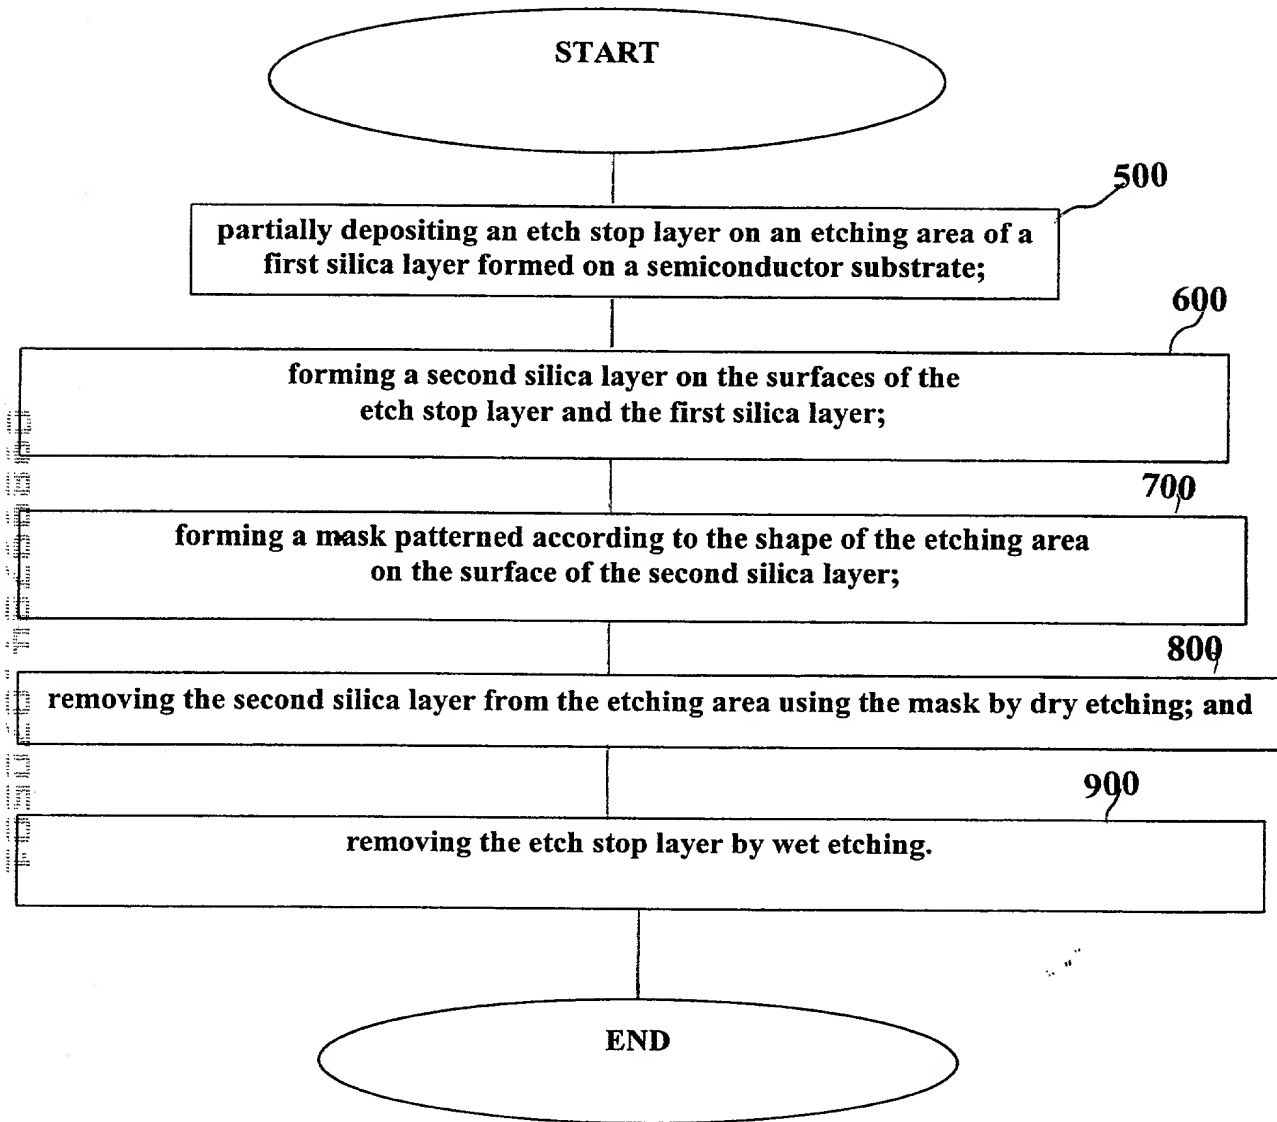 START
500
partially depositing an etch stop layer on an etching area of a
first silica layer formed on a semiconductor substrate;
600
forming a second silica layer on the surfaces of the
etch stop layer and the first silica layer;
700
forming a mask patterned according to the shape of the etching area
on the surface of the second silica layer;
800
removing the second silica layer from the etching area using the mask by dry etching; and
900
removing the etch stop layer by wet etching.
END